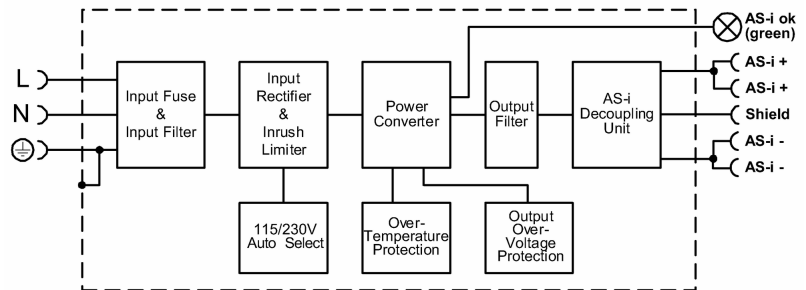 AS-i ok
(green)
L
N
Input Fuse
&
Input Filter
Input
Rectifier
&
Inrush
Limiter
Power
Converter
Output
Filter
AS-i
Decoupling
Unit
AS-i +
AS-i +
Shield
AS-i -
AS-i -
115/230V
Auto Select
Over-
Temperature
Protection
Output
Over-
Voltage
Protection